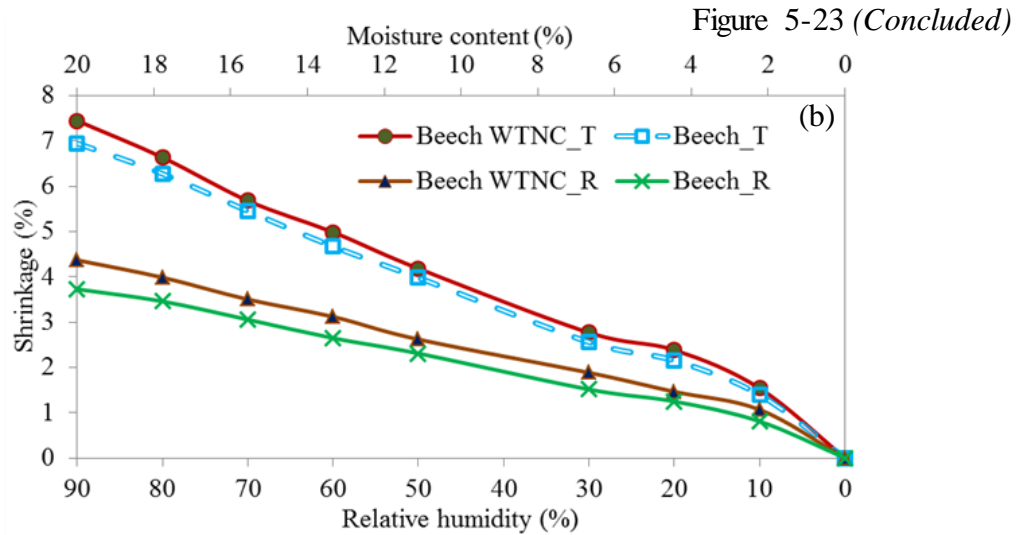 Figure 5-23 (Concluded)
Moisture content (%)
20 18 16 14 12 10 8 6 4 2 0
(b)
Beech WTNC_T Beech_T
Beech WTNC_R Beech_R
Shrinkage (%)
8
7
6
5
4
3
2
1
0
90 80 70 60 50 40 30 20 10 0
Relative humidity (%)